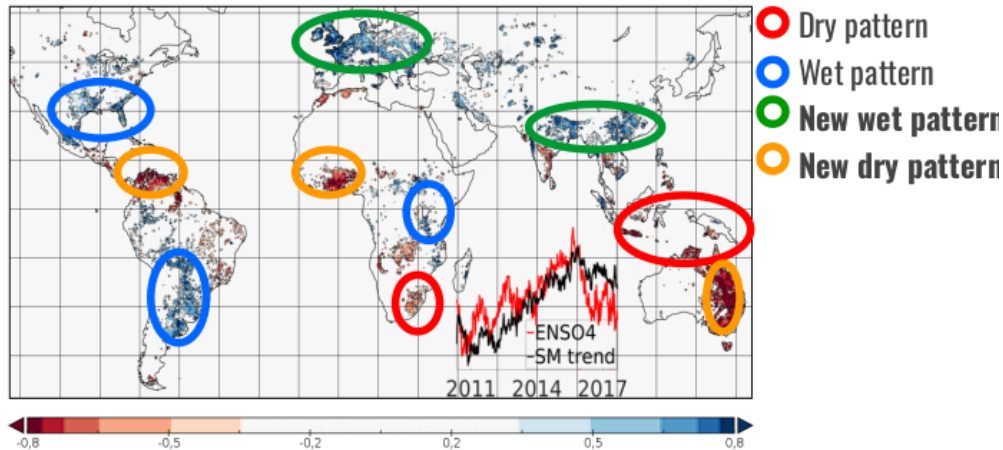 Dry pattern
Wet pattern
New wet pattern
New dry pattern
-ENSO4
-SM trend
2011 2014 2017
-0,8 -0,5 -0,2 0,2 0,5 0,8